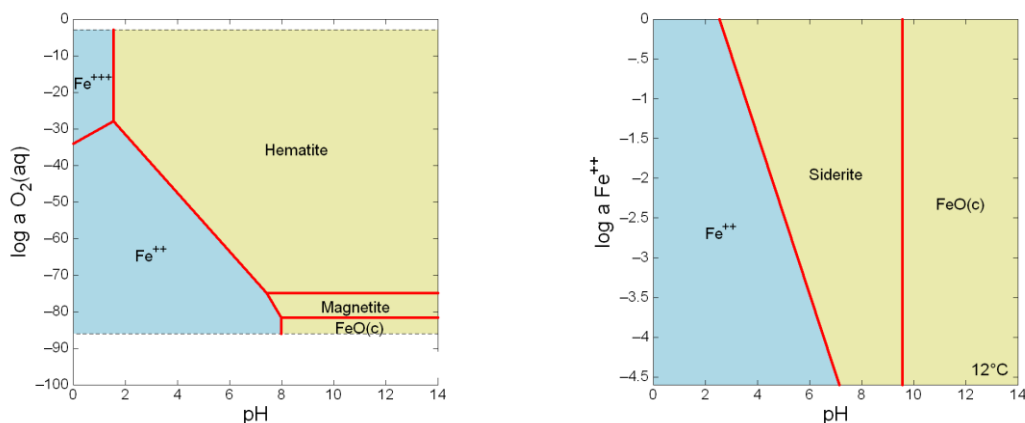 0
–10
–20
–30
–40
–50
–60
–70
–80
–90
–100
log a O₂(aq)
Fe⁺⁺⁺
Hematite
Fe⁺⁺
Magnetite
FeO(c)
0 2 4 6 8 10 12 14
pH
0
–.5
–1
–1.5
–2
–2.5
–3
–3.5
–4
–4.5
log a Fe⁺⁺
Siderite
FeO(c)
Fe⁺⁺
12°C
0 2 4 6 8 10 12 14
pH